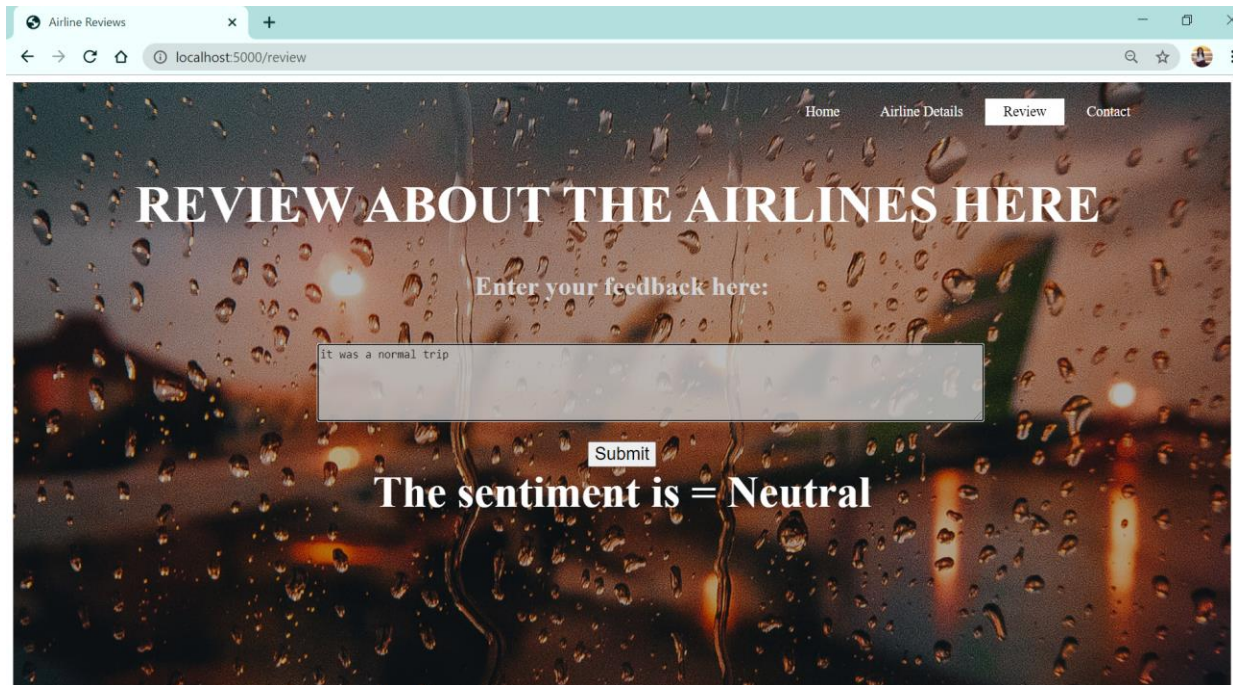 Airline Reviews
localhost:5000/review
Home Airline Details Review Contact
REVIEW ABOUT THE AIRLINES HERE
Enter your feedback here:
it was a normal trip
Submit
The sentiment is = Neutral